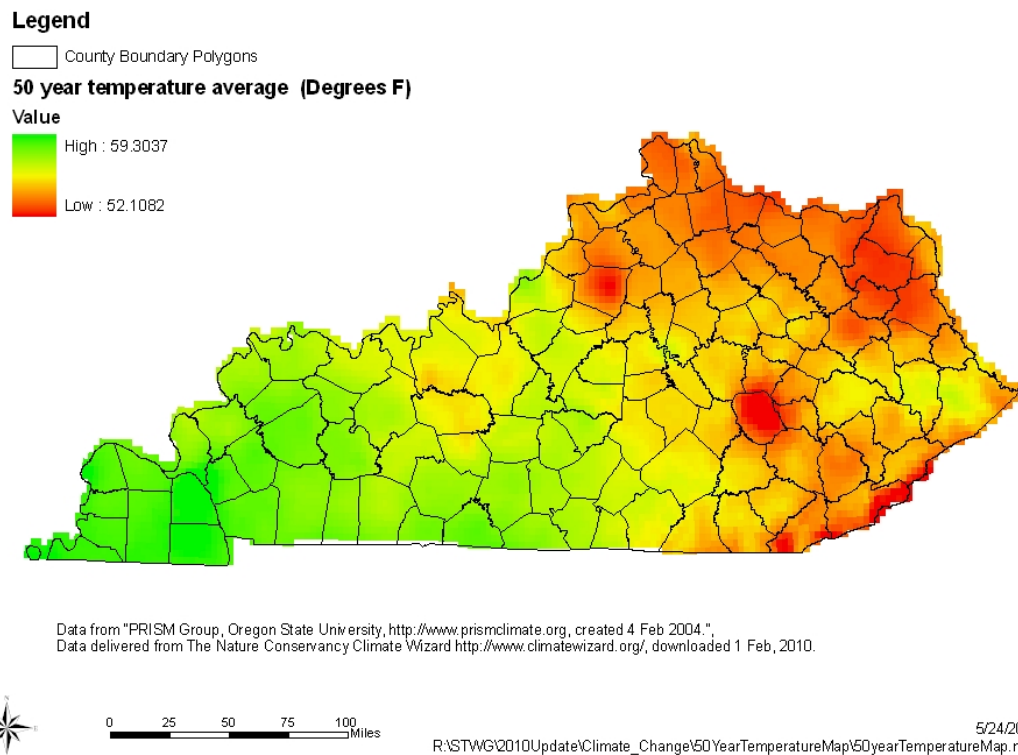 Legend
County Boundary Polygons
50 year temperature average (Degrees F)
Value
High : 59.3037
Low : 52.1082
Data from "PRISM Group, Oregon State University, http://www.prismclimate.org, created 4 Feb 2004.",
Data delivered from The Nature Conservancy Climate Wizard http://www.climatewizard.org/, downloaded 1 Feb, 2010.
N
E
0 25 50 75 100
Miles
5/24/20
R:\STWG\2010Update\Climate_Change\50YearTemperatureMap\50yearTemperatureMap.m